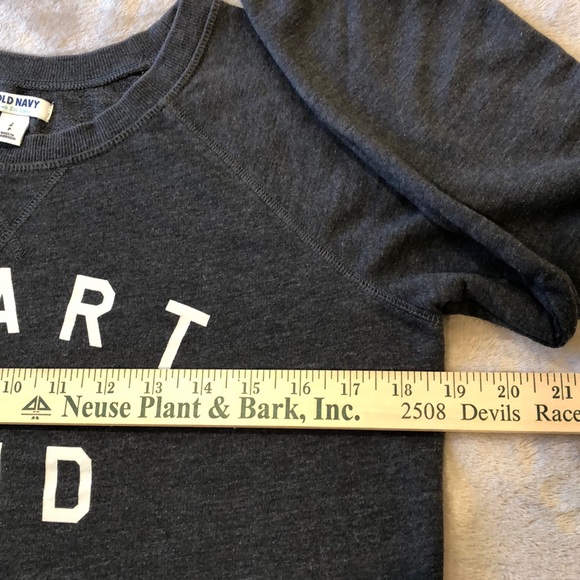 OLD NAVY
ART
10 11 12 13 14 15 16 17 18 19 20 21
Neuse Plant & Bark, Inc. 2508 Devils Race
ND